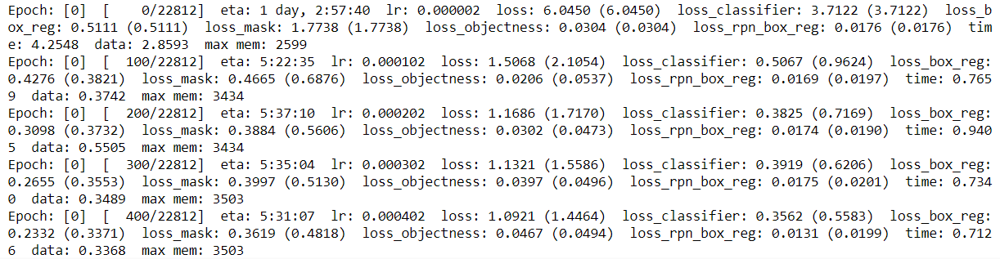 Epoch: [0]  [    0/22812]  eta: 1 day, 2:57:40  lr: 0.000002  loss: 6.0450 (6.0450)  loss_classifier: 3.7122 (3.7122)  loss_b
ox_reg: 0.5111 (0.5111)  loss_mask: 1.7738 (1.7738)  loss_objectness: 0.0304 (0.0304)  loss_rpn_box_reg: 0.0176 (0.0176)  tim
e: 4.2548  data: 2.8593  max mem: 2599
Epoch: [0]  [  100/22812]  eta: 5:22:35  lr: 0.000102  loss: 1.5068 (2.1054)  loss_classifier: 0.5067 (0.9624)  loss_box_reg:
0.4276 (0.3821)  loss_mask: 0.4665 (0.6876)  loss_objectness: 0.0206 (0.0537)  loss_rpn_box_reg: 0.0169 (0.0197)  time: 0.765
9  data: 0.3742  max mem: 3434
Epoch: [0]  [  200/22812]  eta: 5:37:10  lr: 0.000202  loss: 1.1686 (1.7170)  loss_classifier: 0.3825 (0.7169)  loss_box_reg:
0.3098 (0.3732)  loss_mask: 0.3884 (0.5606)  loss_objectness: 0.0302 (0.0473)  loss_rpn_box_reg: 0.0174 (0.0190)  time: 0.940
5  data: 0.5505  max mem: 3434
Epoch: [0]  [  300/22812]  eta: 5:35:04  lr: 0.000302  loss: 1.1321 (1.5586)  loss_classifier: 0.3919 (0.6206)  loss_box_reg:
0.2655 (0.3553)  loss_mask: 0.3997 (0.5130)  loss_objectness: 0.0397 (0.0496)  loss_rpn_box_reg: 0.0175 (0.0201)  time: 0.734
0  data: 0.3489  max mem: 3503
Epoch: [0]  [  400/22812]  eta: 5:31:07  lr: 0.000402  loss: 1.0921 (1.4464)  loss_classifier: 0.3562 (0.5583)  loss_box_reg:
0.2332 (0.3371)  loss_mask: 0.3619 (0.4818)  loss_objectness: 0.0467 (0.0494)  loss_rpn_box_reg: 0.0131 (0.0199)  time: 0.712
6  data: 0.3368  max mem: 3503